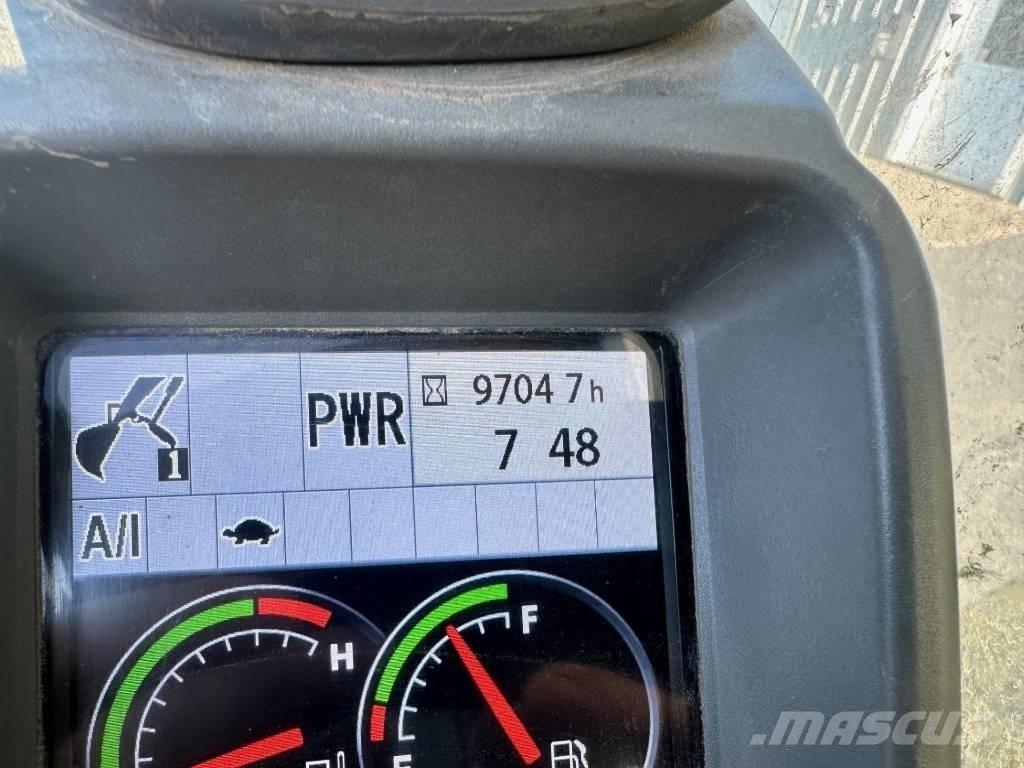 PWR
9704 7h
7 48
1
A/I
H
F
E
MASCUS